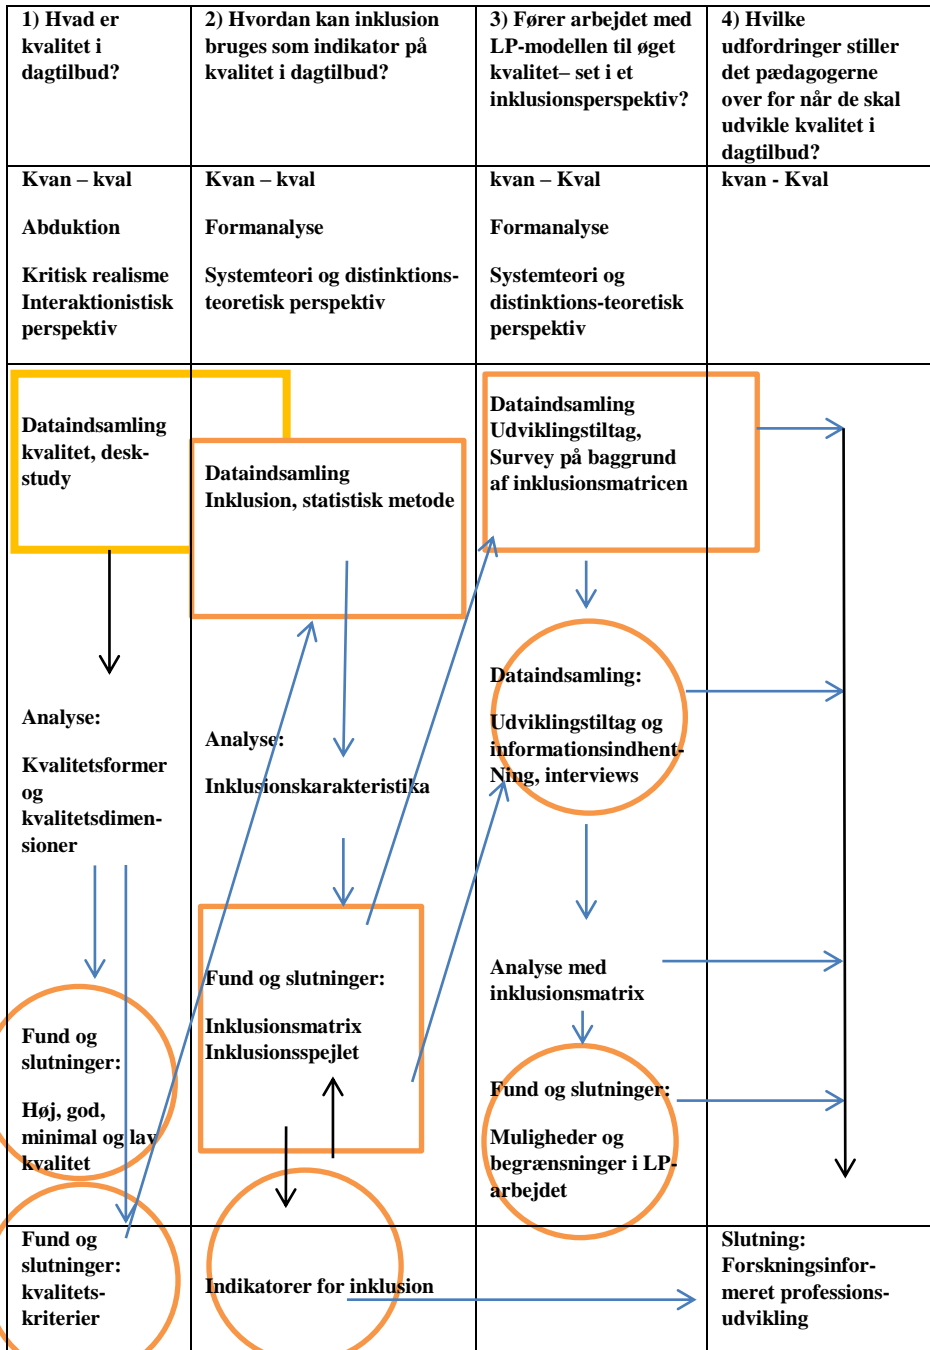 1) Hvad er
kvalitet i
dagtilbud?
2) Hvordan kan inklusion
bruges som indikator på
kvalitet i dagtilbud?
3) Fører arbejdet med
LP-modellen til øget
kvalitet– set i et
inklusionsperspektiv?
4) Hvilke
udfordringer stiller
det pædagogerne
over for når de skal
udvikle kvalitet i
dagtilbud?
Kvan – kval
Abduktion
Kritisk realisme
Interaktionistisk
perspektiv
Kvan – kval
Formanalyse
Systemteori og distinktions-
teoretisk perspektiv
kvan – Kval
Formanalyse
Systemteori og
distinktions-teoretisk
perspektiv
kvan - Kval
Dataindsamling
kvalitet, desk-
study
Analyse:
Kvalitetsformer
og
kvalitetsdimen-
sioner
Fund og
slutninger:
Høj, god,
minimal og lav
kvalitet
Fund og
slutninger:
kvalitets-
kriterier
Dataindsamling
Inklusion, statistisk metode
Analyse:
Inklusionskarakteristika
Fund og slutninger:
Inklusionsmatrix
Inklusionsspejlet
Indikatorer for inklusion
Dataindsamling
Udviklingstiltag,
Survey på baggrund
af inklusionsmatricen
Dataindsamling:
Udviklingstiltag og
informationsindhent-
Ning, interviews
Analyse med
inklusionsmatrix
Fund og slutninger:
Muligheder og
begrænsninger i LP-
arbejdet
Slutning:
Forskningsinfor-
meret professions-
udvikling